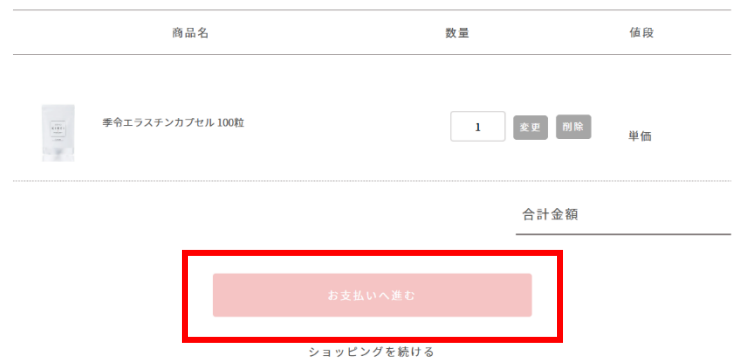 商品名 数量 値段
季令エラスチンカプセル 100粒 1 変更 削除 単価
合計金額
お支払いへ進む
ショッピングを続ける